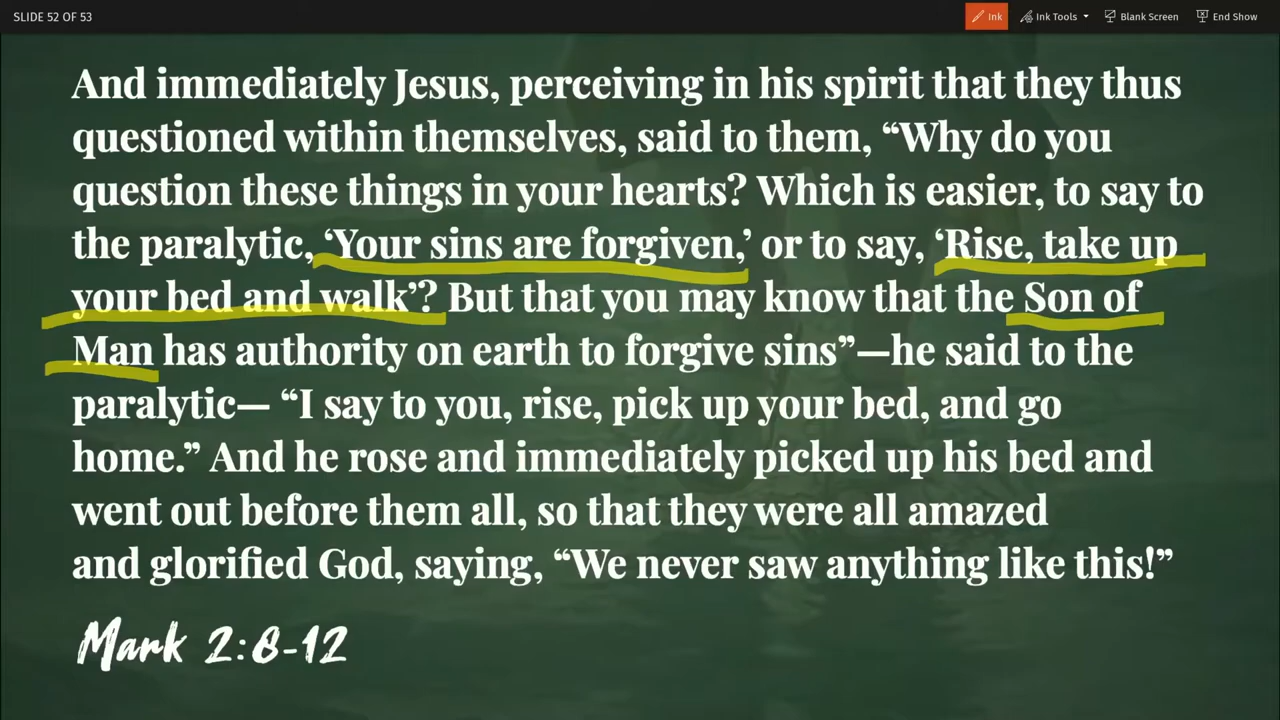 SLIDE 52 OF 53
Ink
Ink Tools
Blank Screen
End Show
And immediately Jesus, perceiving in his spirit that they thus
questioned within themselves, said to them, “Why do you
question these things in your hearts? Which is easier, to say to
the paralytic, ‘Your sins are forgiven,’ or to say, ‘Rise, take up
your bed and walk’? But that you may know that the Son of
Man has authority on earth to forgive sins”—he said to the
paralytic— “I say to you, rise, pick up your bed, and go
home.” And he rose and immediately picked up his bed and
went out before them all, so that they were all amazed
and glorified God, saying, “We never saw anything like this!”
Mark 2:8-12